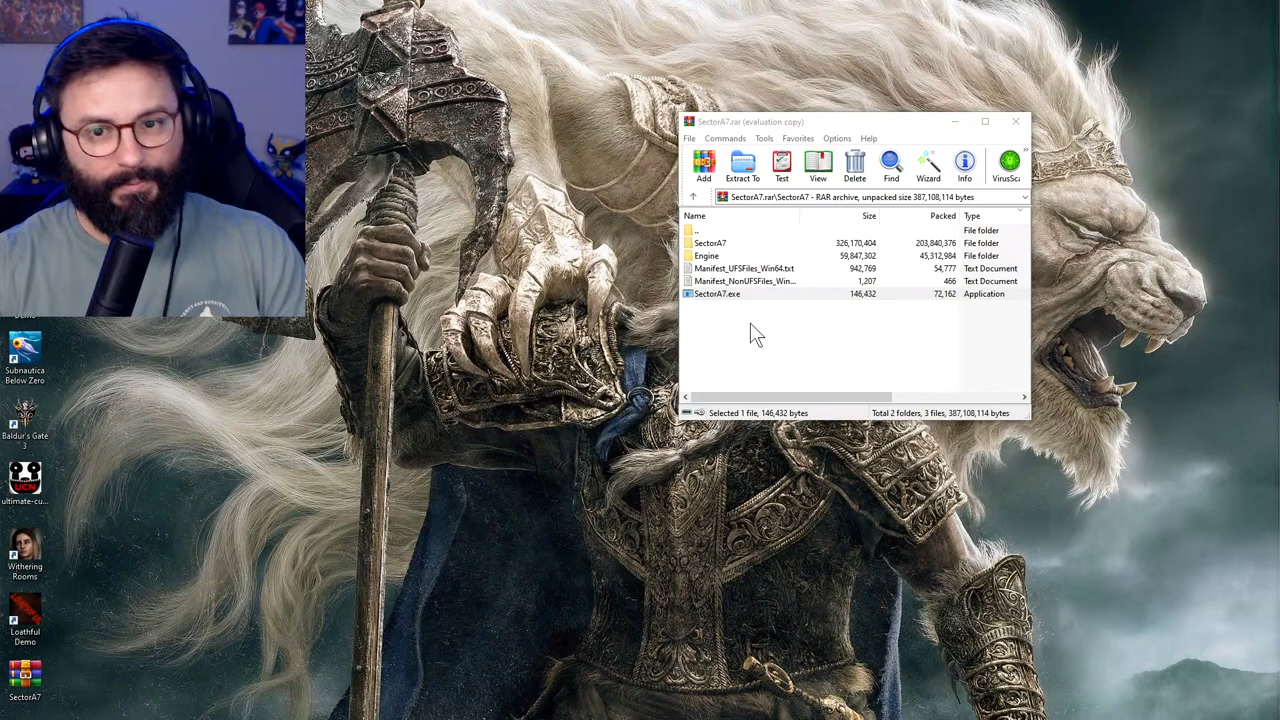 SectorA7.rar (evaluation copy)
File Commands Tools Favorites Options Help
Add Extract To Test View Delete Find Wizard Info VirusSca
SectorA7.rar\SectorA7 - RAR archive, unpacked size 387,108,114 bytes
Name Size Packed Type
.. File folder
SectorA7 326,170,404 203,840,376 File folder
Engine 59,847,302 45,312,984 File folder
Manifest_UFSFiles_Win64.txt 942,769 54,777 Text Document
Manifest_NonUFSFiles_Win... 1,207 466 Text Document
SectorA7.exe 146,432 72,162 Application
Selected 1 file, 146,432 bytes Total 2 folders, 3 files, 387,108,114 bytes
Subnautica
Below Zero
Baldur's Gate
3
UCN
ultimate-cu...
Withering
Rooms
Loathful
Demo
SectorA7